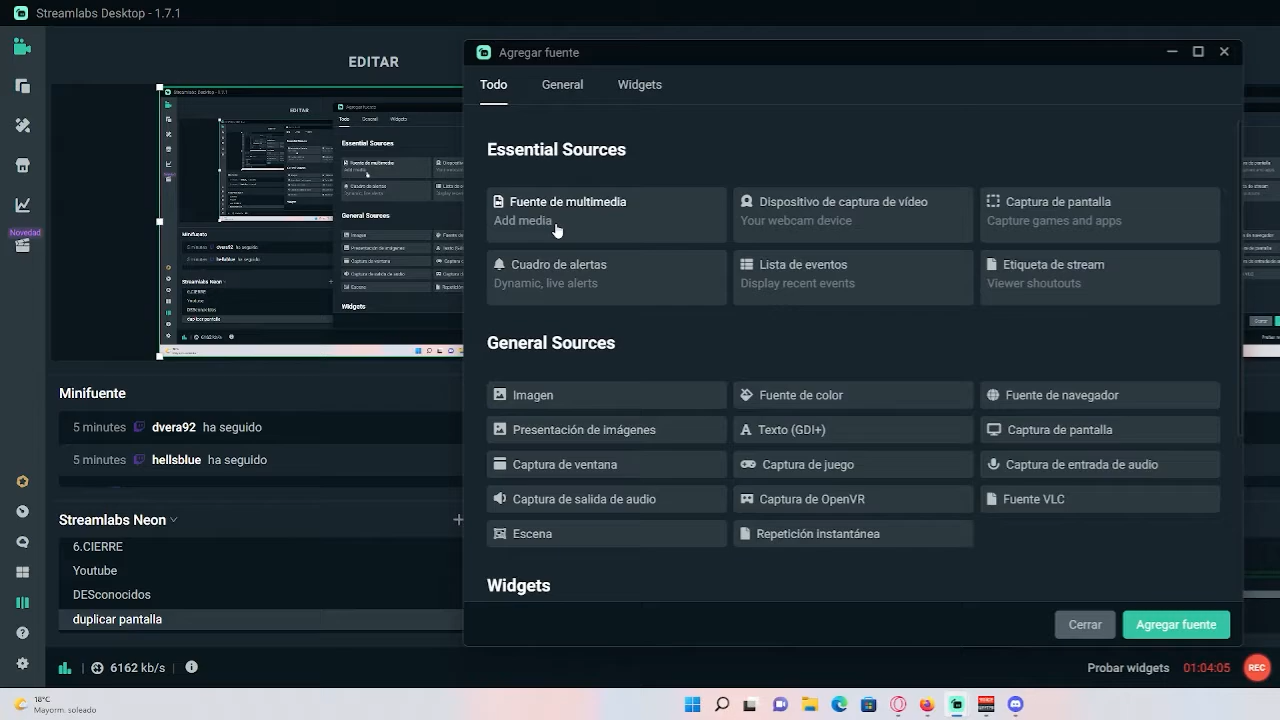 Streamlabs Desktop - 1.7.1
EDITAR
Novedad
Minifuente
5 minutes dvera92 ha seguido
5 minutes hellsblue ha seguido
Streamlabs Neon
6.CIERRE
Youtube
DESconocidos
duplicar pantalla
6162 kb/s
Agregar fuente
Todo General Widgets
Essential Sources
Fuente de multimedia
Add media
Dispositivo de captura de vídeo
Your webcam device
Captura de pantalla
Capture games and apps
Cuadro de alertas
Dynamic, live alerts
Lista de eventos
Display recent events
Etiqueta de stream
Viewer shoutouts
General Sources
Imagen
Fuente de color
Fuente de navegador
Presentación de imágenes
Texto (GDI+)
Captura de pantalla
Captura de ventana
Captura de juego
Captura de entrada de audio
Captura de salida de audio
Captura de OpenVR
Fuente VLC
Escena
Repetición instantánea
Widgets
Cerrar
Agregar fuente
Probar widgets
01:04:05
REC
18°C
Mayorm. soleado